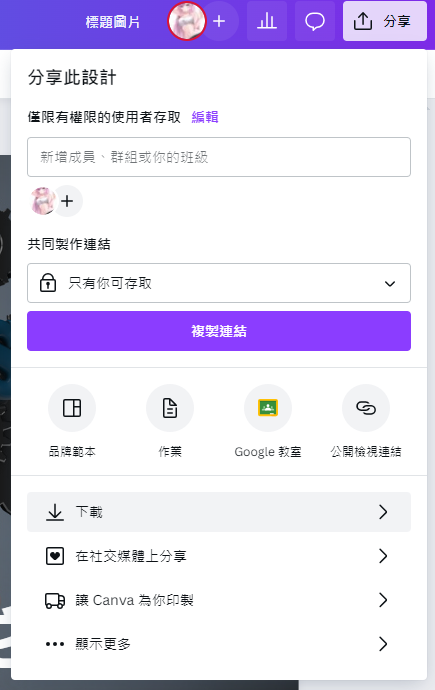 標題圖片
分享
分享此設計
僅限有權限的使用者存取 編輯
新增成員、群組或你的班級
共同製作連結
只有你可存取
複製連結
品牌範本 作業 Google 教室 公開檢視連結
下載
在社交媒體上分享
讓 Canva 為你印製
顯示更多